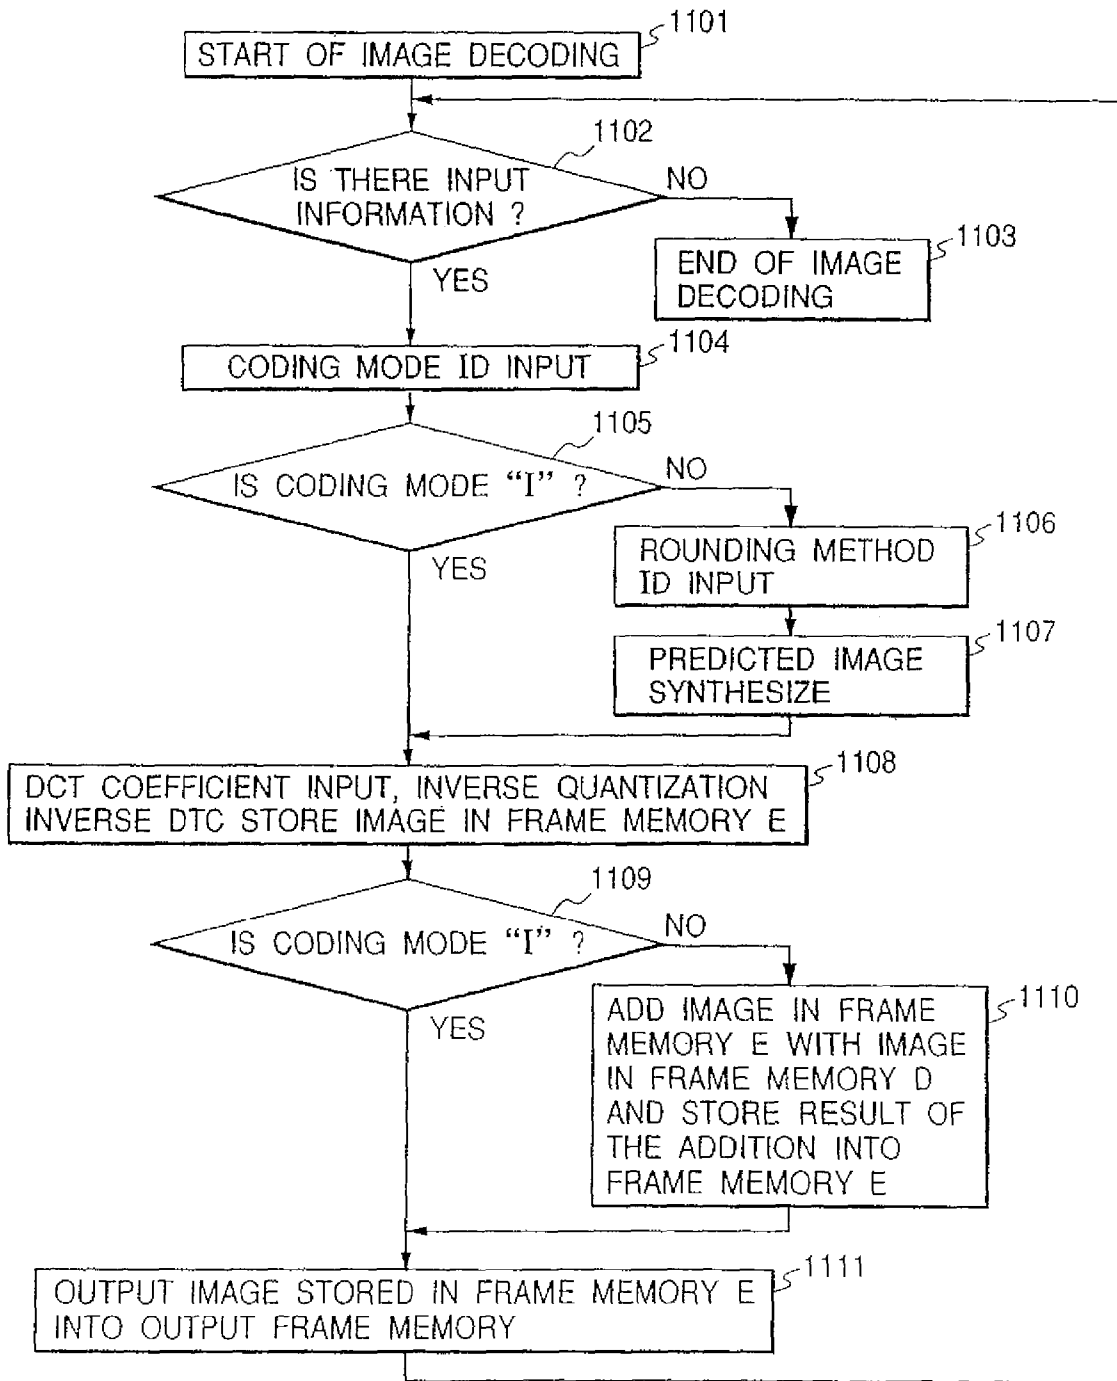 1101
START OF IMAGE DECODING
1102
IS THERE INPUT
INFORMATION ?
NO
YES
1103
END OF IMAGE
DECODING
1104
CODING MODE ID INPUT
1105
IS CODING MODE “I” ?
NO
YES
1106
ROUNDING METHOD
ID INPUT
1107
PREDICTED IMAGE
SYNTHESIZE
1108
DCT COEFFICIENT INPUT, INVERSE QUANTIZATION
INVERSE DTC STORE IMAGE IN FRAME MEMORY E
1109
IS CODING MODE “I” ?
NO
YES
1110
ADD IMAGE IN FRAME
MEMORY E WITH IMAGE
IN FRAME MEMORY D
AND STORE RESULT OF
THE ADDITION INTO
FRAME MEMORY E
1111
OUTPUT IMAGE STORED IN FRAME MEMORY E
INTO OUTPUT FRAME MEMORY